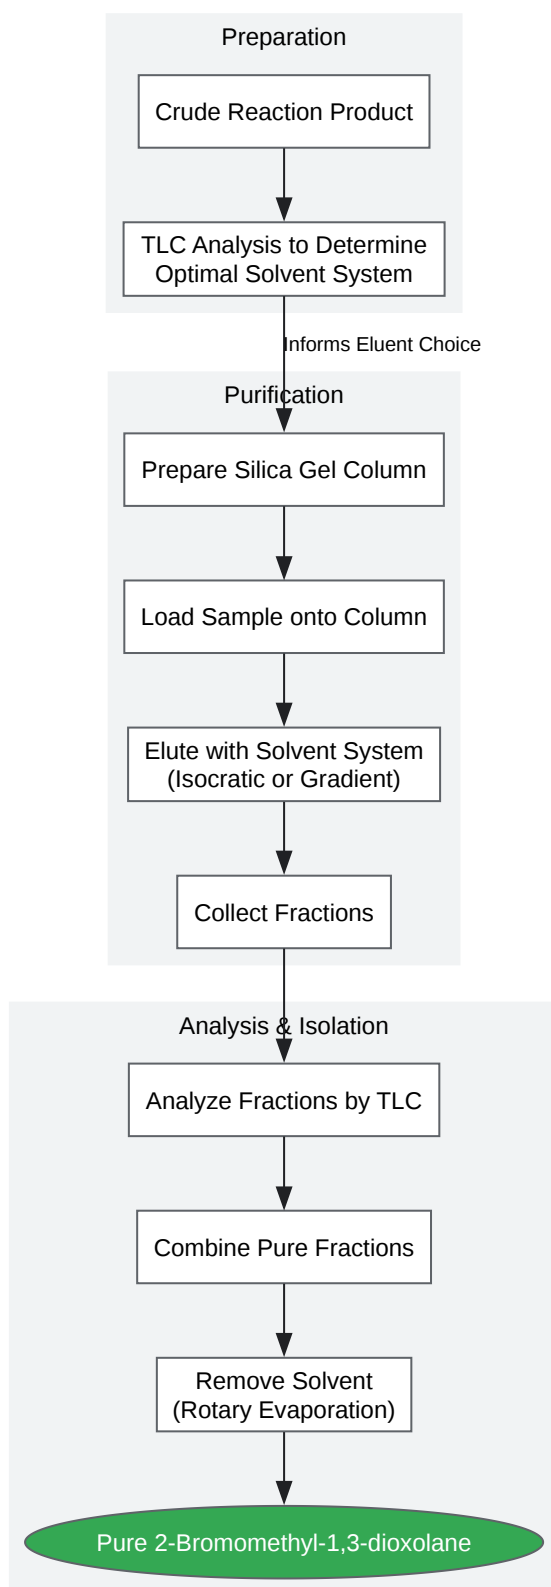 Preparation
Crude Reaction Product
TLC Analysis to Determine
Optimal Solvent System
Informs Eluent Choice
Purification
Prepare Silica Gel Column
Load Sample onto Column
Elute with Solvent System
(Isocratic or Gradient)
Collect Fractions
Analysis & Isolation
Analyze Fractions by TLC
Combine Pure Fractions
Remove Solvent
(Rotary Evaporation)
Pure 2-Bromomethyl-1,3-dioxolane